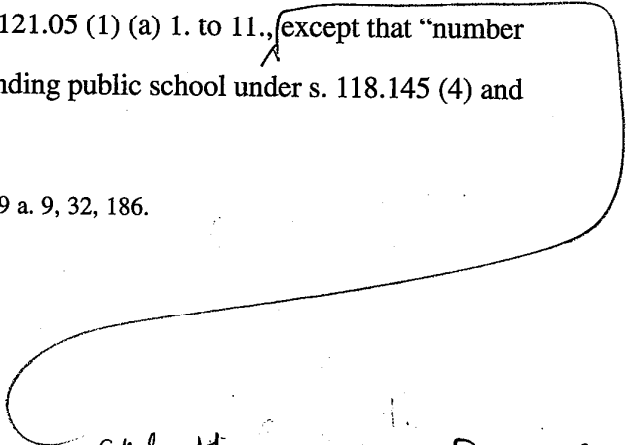 121.05 (1) (a) 1. to 11., except that “number
nding public school under s. 118.145 (4) and
9 a. 9, 32, 186.